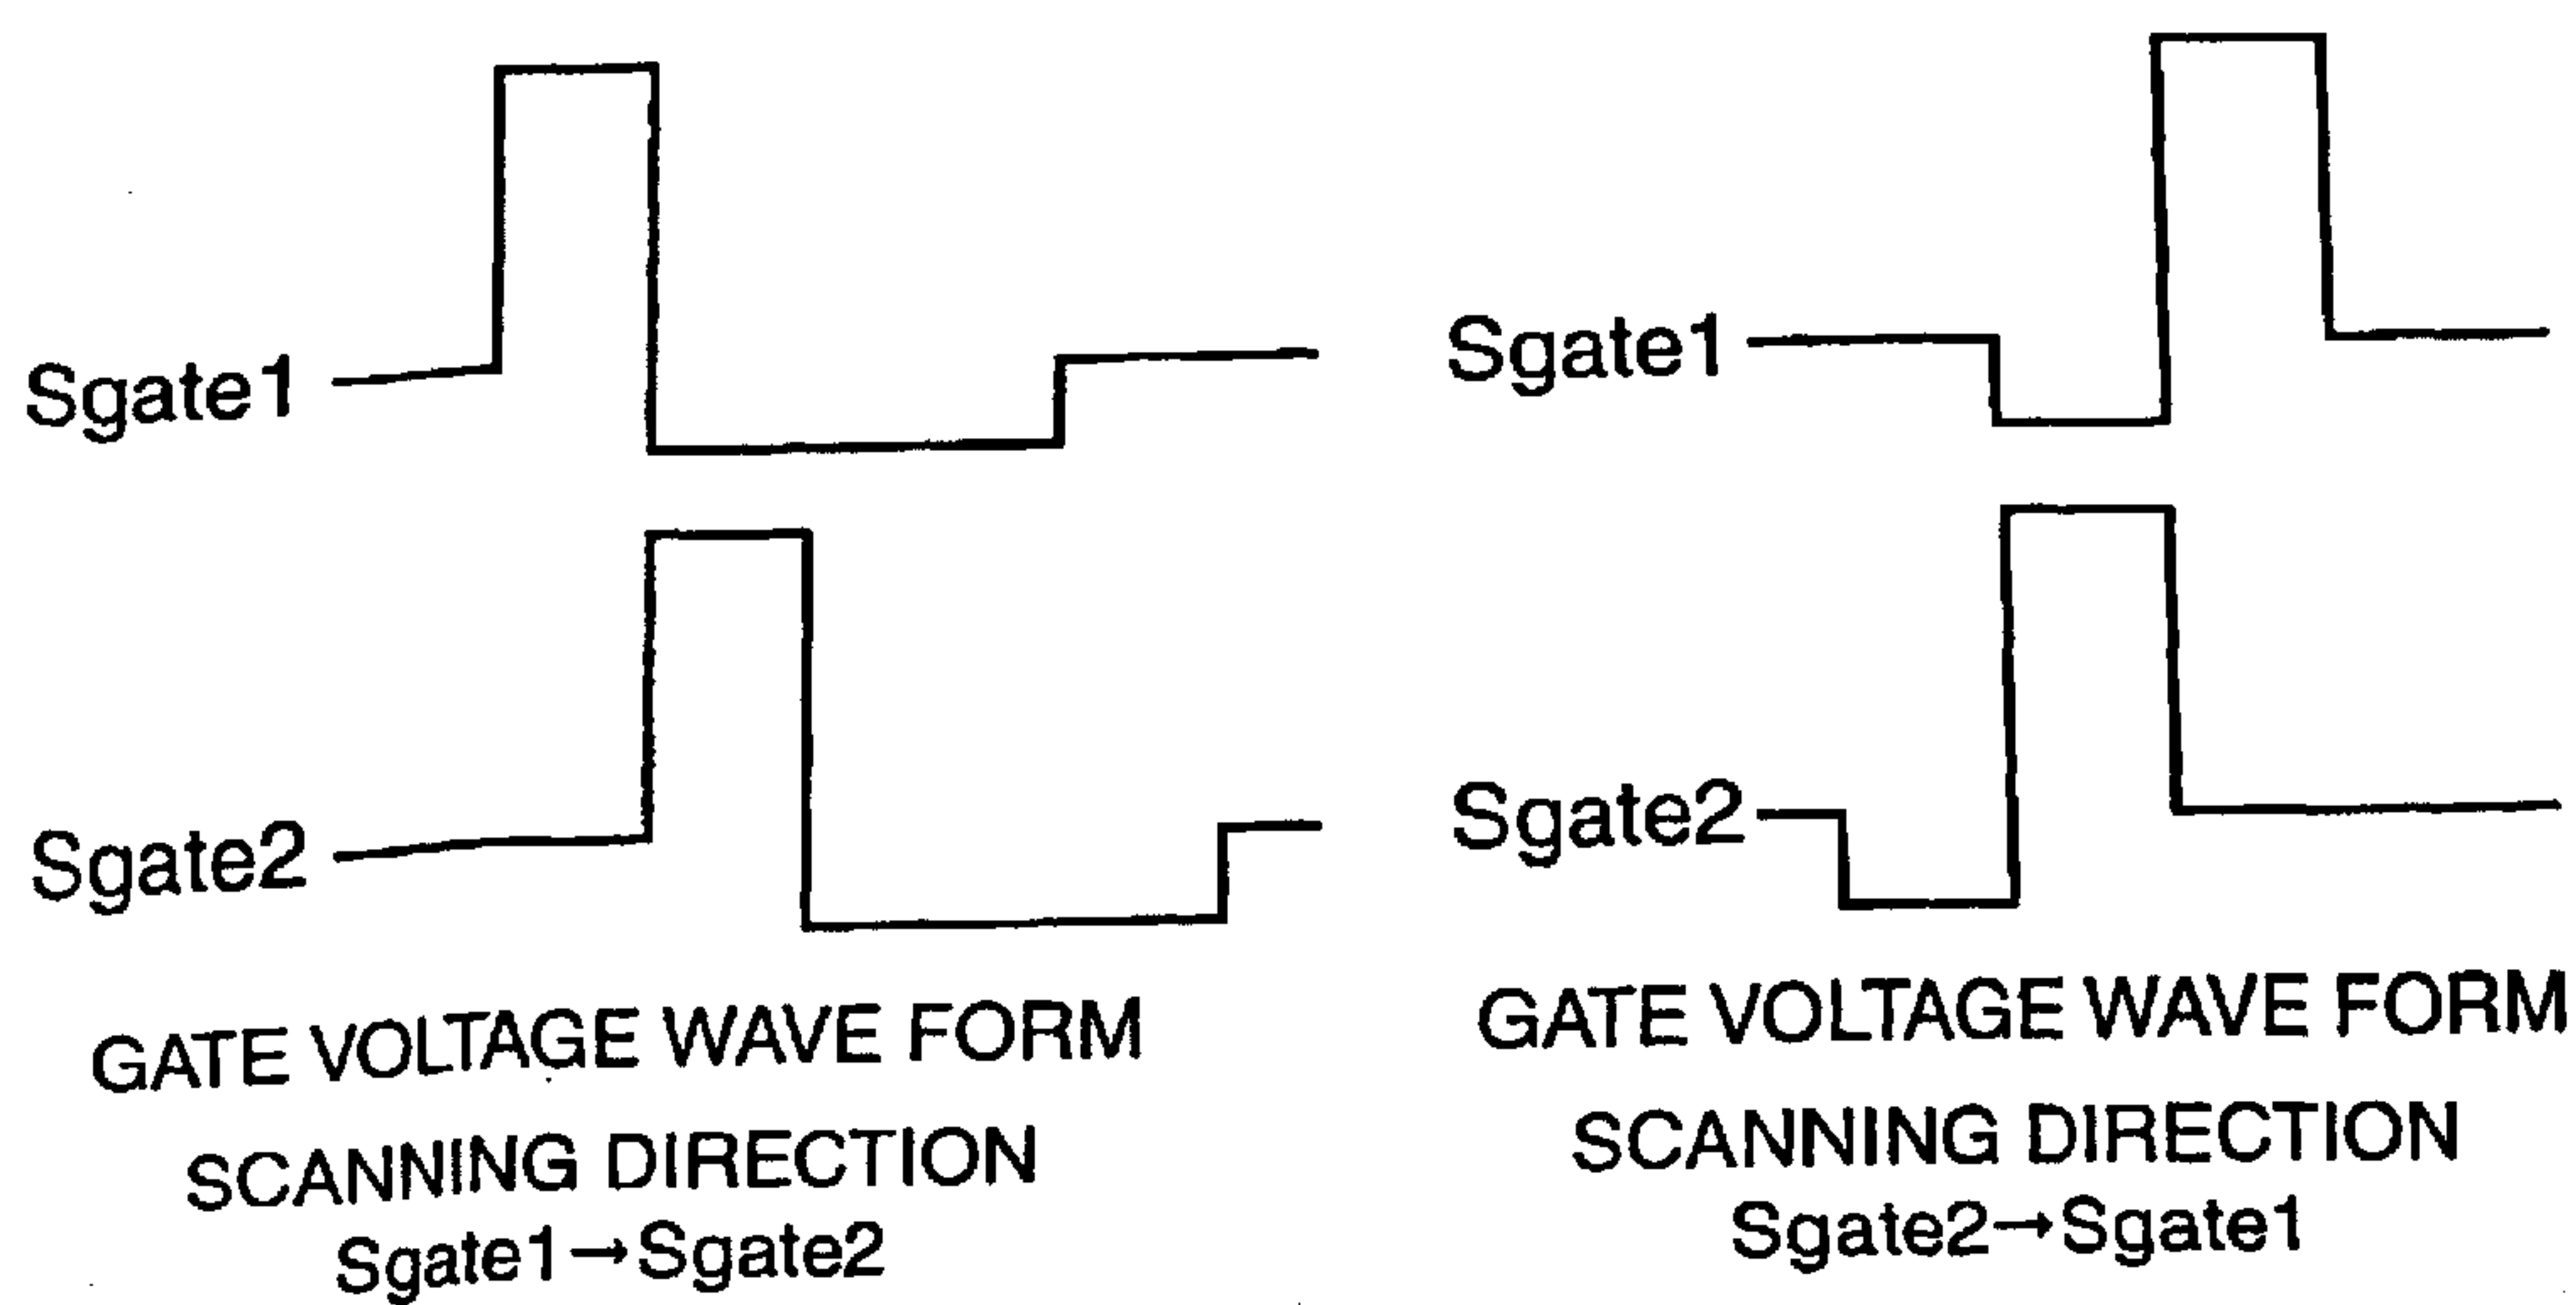 Sgate1
Sgate2
GATE VOLTAGE WAVE FORM
SCANNING DIRECTION
Sgate1→Sgate2
Sgate1
Sgate2
GATE VOLTAGE WAVE FORM
SCANNING DIRECTION
Sgate2→Sgate1